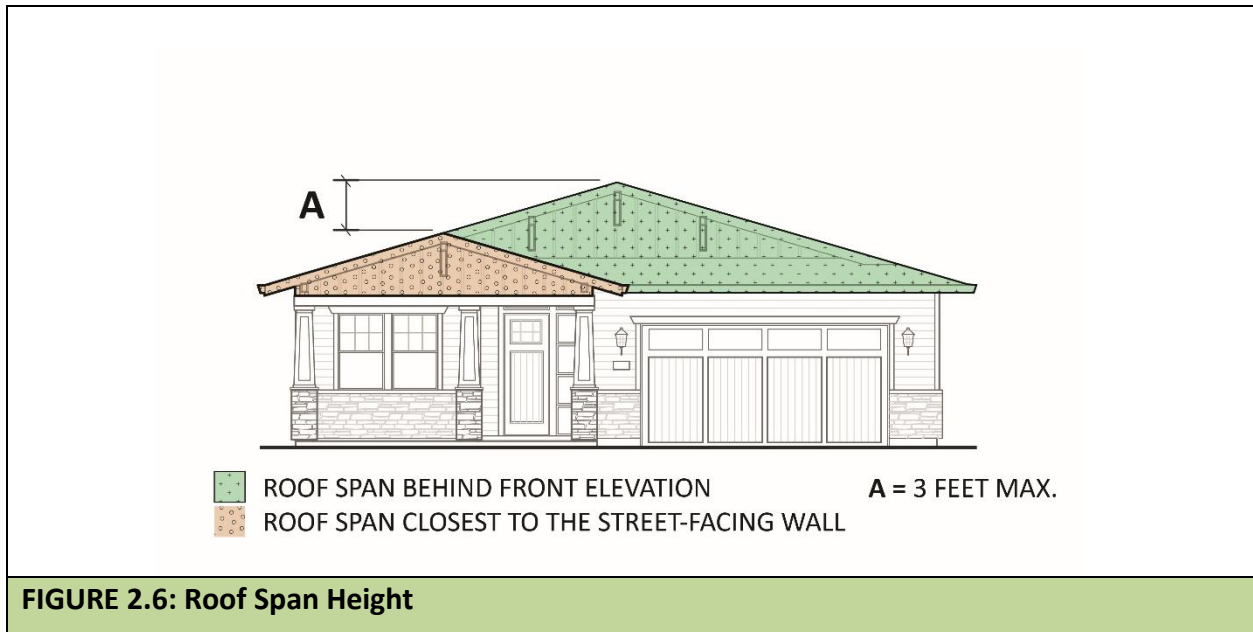 A
ROOF SPAN BEHIND FRONT ELEVATION A = 3 FEET MAX.
ROOF SPAN CLOSEST TO THE STREET-FACING WALL
FIGURE 2.6: Roof Span Height